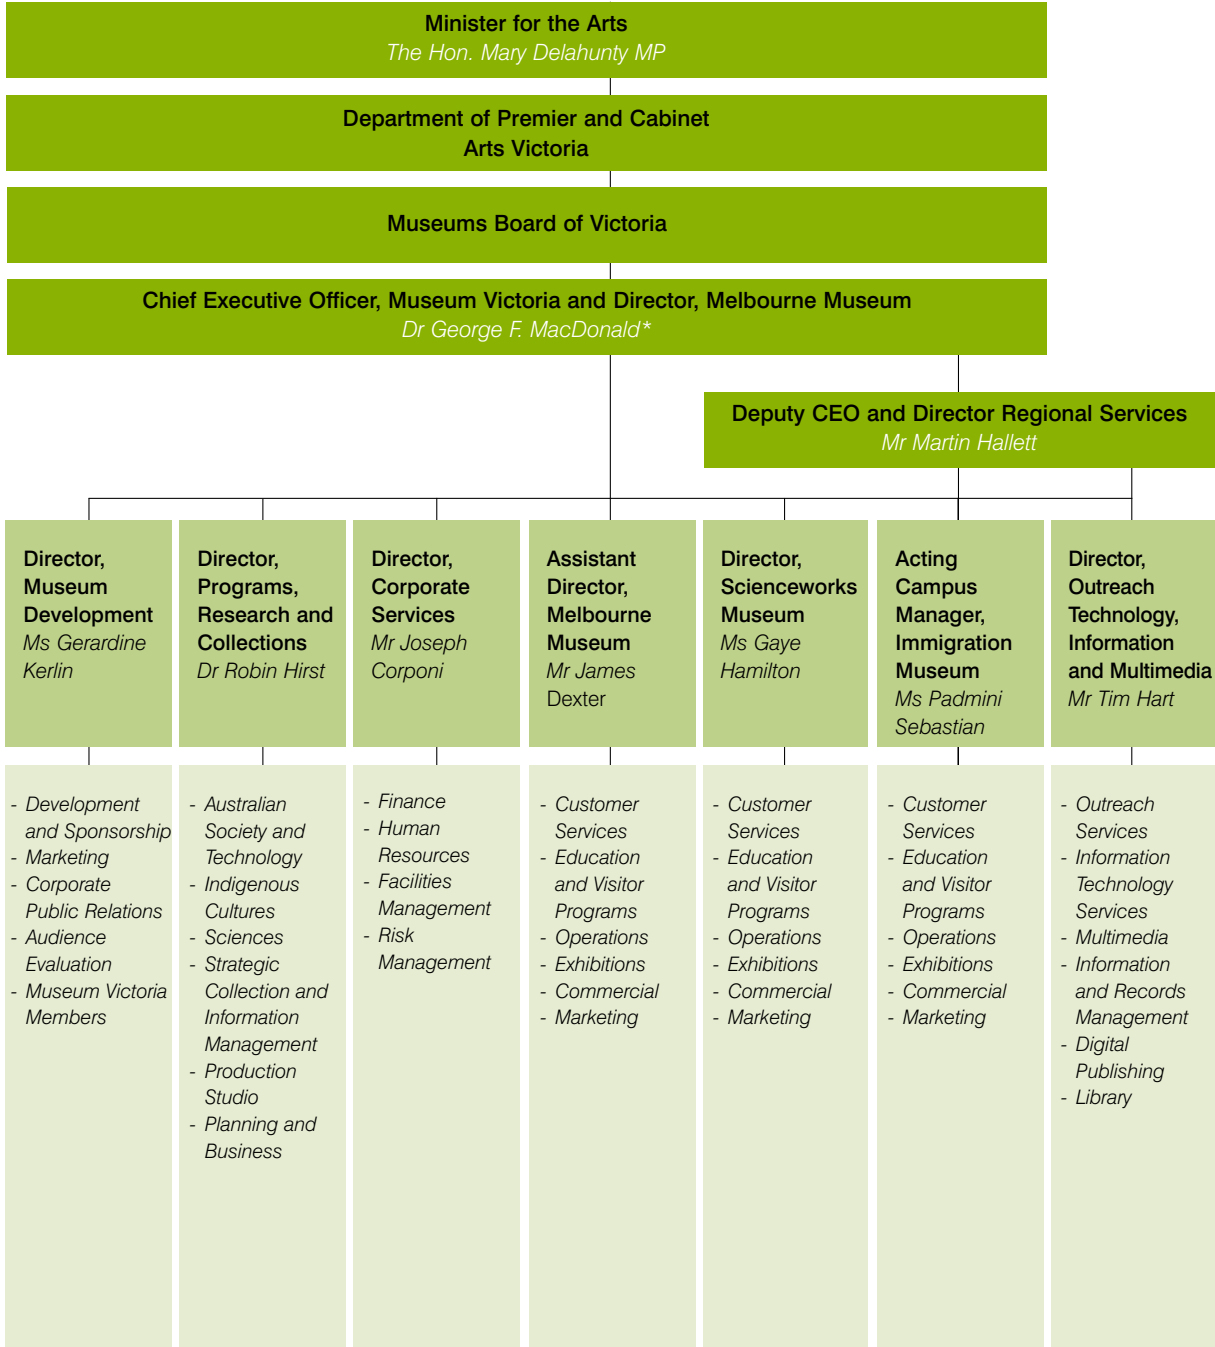 Minister for the Arts
The Hon. Mary Delahunty MP
Department of Premier and Cabinet
Arts Victoria
Museums Board of Victoria
Chief Executive Officer, Museum Victoria and Director, Melbourne Museum
Dr George F. MacDonald*
Deputy CEO and Director Regional Services
Mr Martin Hallett
Director,
Museum
Development
Ms Gerardine
Kerlin
Director,
Programs,
Research and
Collections
Dr Robin Hirst
Director,
Corporate
Services
Mr Joseph
Corponi
Assistant
Director,
Melbourne
Museum
Mr James
Dexter
Director,
Scienceworks
Museum
Ms Gaye
Hamilton
Acting
Campus
Manager,
Immigration
Museum
Ms Padmini
Sebastian
Director,
Outreach
Technology,
Information
and Multimedia
Mr Tim Hart
- Development
and Sponsorship
- Marketing
- Corporate
Public Relations
- Audience
Evaluation
- Museum Victoria
Members
- Australian
Society and
Technology
- Indigenous
Cultures
- Sciences
- Strategic
Collection and
Information
Management
- Production
Studio
- Planning and
Business
- Finance
- Human
Resources
- Facilities
Management
- Risk
Management
- Customer
Services
- Education
and Visitor
Programs
- Operations
- Exhibitions
- Commercial
- Marketing
- Customer
Services
- Education
and Visitor
Programs
- Operations
- Exhibitions
- Commercial
- Marketing
- Customer
Services
- Education
and Visitor
Programs
- Operations
- Exhibitions
- Commercial
- Marketing
- Outreach
Services
- Information
Technology
Services
- Multimedia
- Information
and Records
Management
- Digital
Publishing
- Library